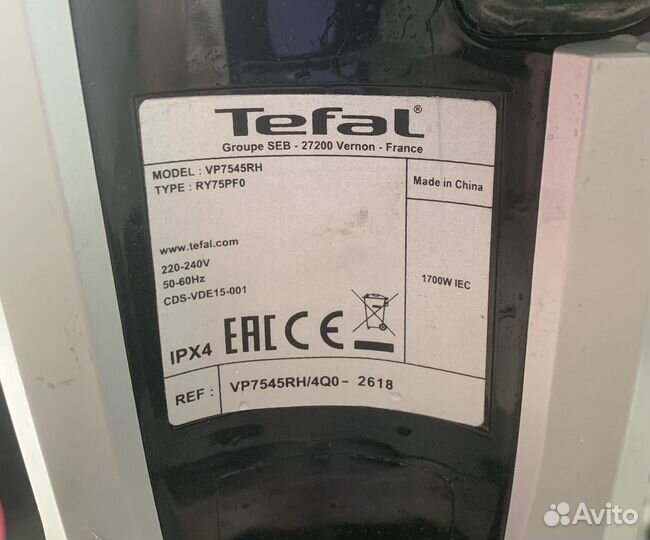 Tefal®
Groupe SEB - 27200 Vernon - France
MODEL : VP7545RH
TYPE : RY75PF0
Made in China
www.tefal.com
220-240V
50-60Hz
CDS-VDE15-001
1700W IEC
IPX4 EAC CE
REF : VP7545RH/4Q0 - 2618
Avito